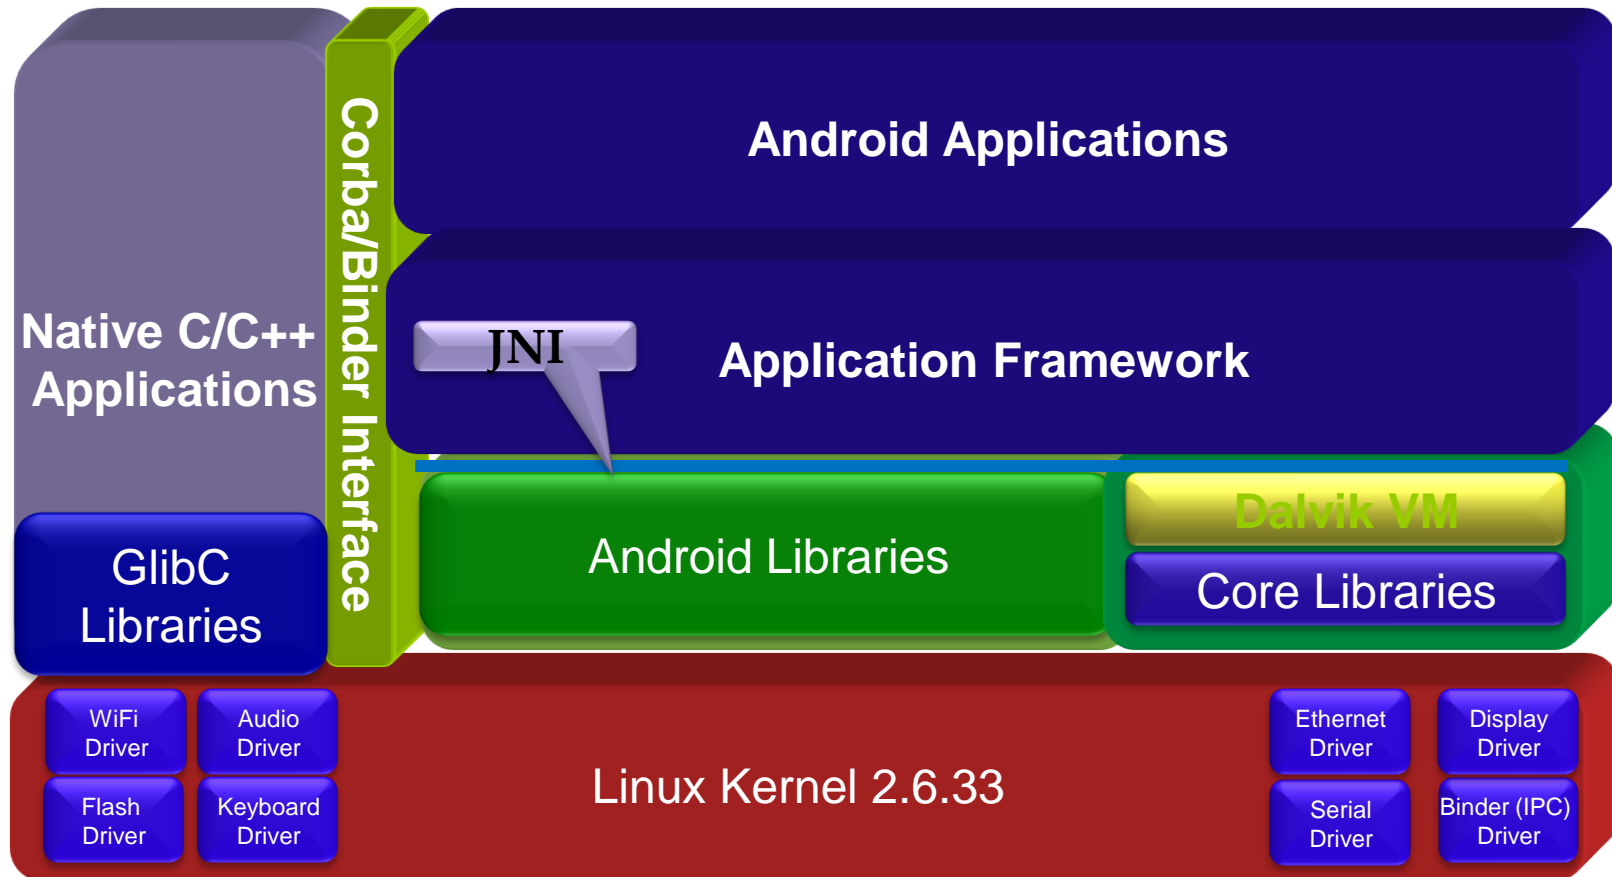 Android Applications
Corba/Binder Interface
Native C/C++
Applications
JNI
Application Framework
Dalvik VM
Android Libraries
Core Libraries
GlibC
Libraries
WiFi
Driver
Audio
Driver
Flash
Driver
Keyboard
Driver
Linux Kernel 2.6.33
Ethernet
Driver
Display
Driver
Serial
Driver
Binder (IPC)
Driver